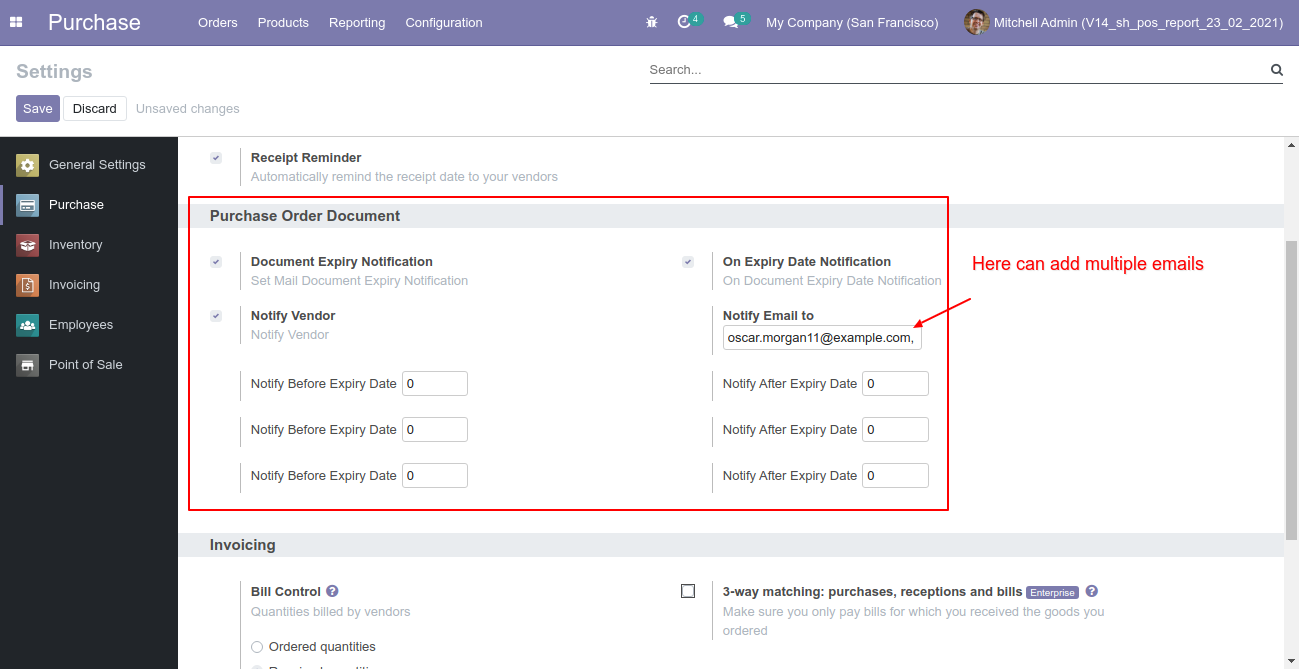 Purchase
Orders
Products
Reporting
Configuration
4
5
My Company (San Francisco)
Mitchell Admin (V14_sh_pos_report_23_02_2021)
Settings
Search...
Save
Discard
Unsaved changes
General Settings
Purchase
Inventory
Invoicing
Employees
Point of Sale
Receipt Reminder
Automatically remind the receipt date to your vendors
Purchase Order Document
Document Expiry Notification
Set Mail Document Expiry Notification
On Expiry Date Notification
On Document Expiry Date Notification
Here can add multiple emails
Notify Vendor
Notify Vendor
Notify Email to
oscar.morgan11@example.com,
Notify Before Expiry Date 0
Notify After Expiry Date 0
Notify Before Expiry Date 0
Notify After Expiry Date 0
Notify Before Expiry Date 0
Notify After Expiry Date 0
Invoicing
Bill Control ?
Quantities billed by vendors
Ordered quantities
3-way matching: purchases, receptions and bills Enterprise ?
Make sure you only pay bills for which you received the goods you
ordered